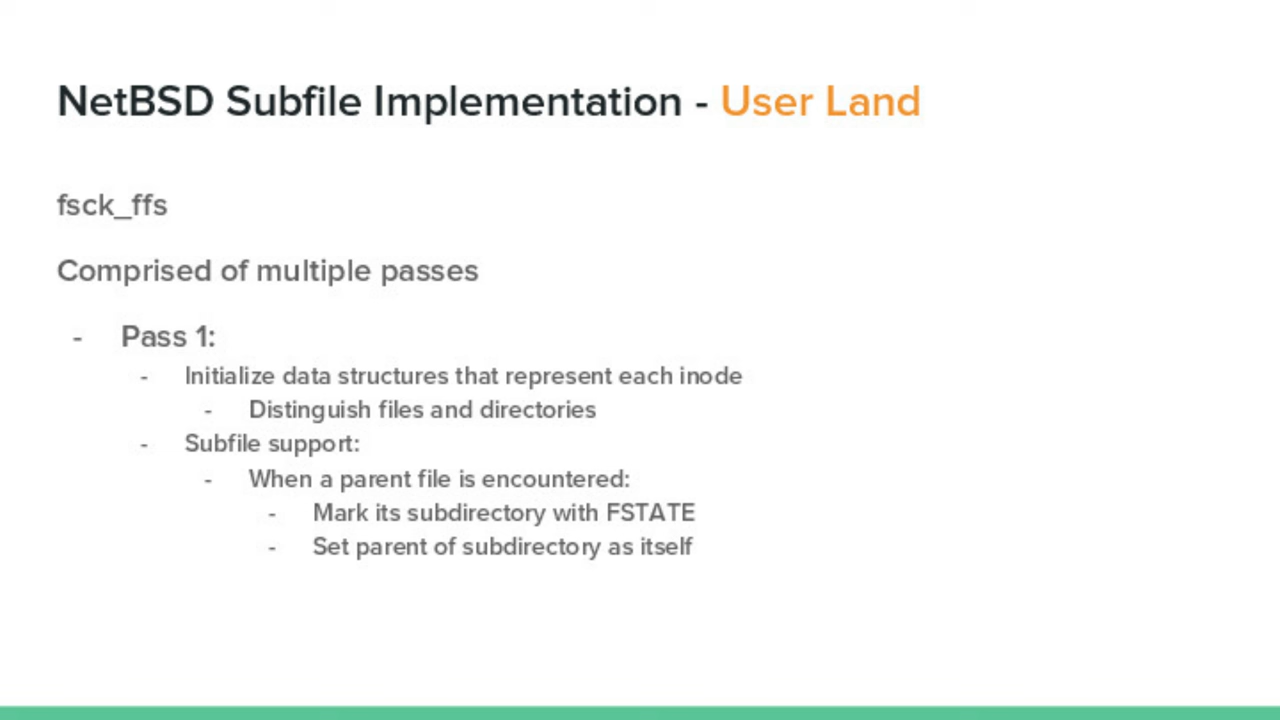 NetBSD Subfile Implementation - User Land
fsck_ffs
Comprised of multiple passes
- Pass 1:
- Initialize data structures that represent each inode
- Distinguish files and directories
- Subfile support:
- When a parent file is encountered:
- Mark its subdirectory with FSTATE
- Set parent of subdirectory as itself